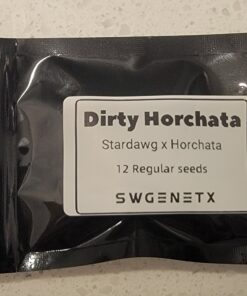 Dirty Horchata
Stardawg x Horchata
12 Regular seeds
SWGENETX